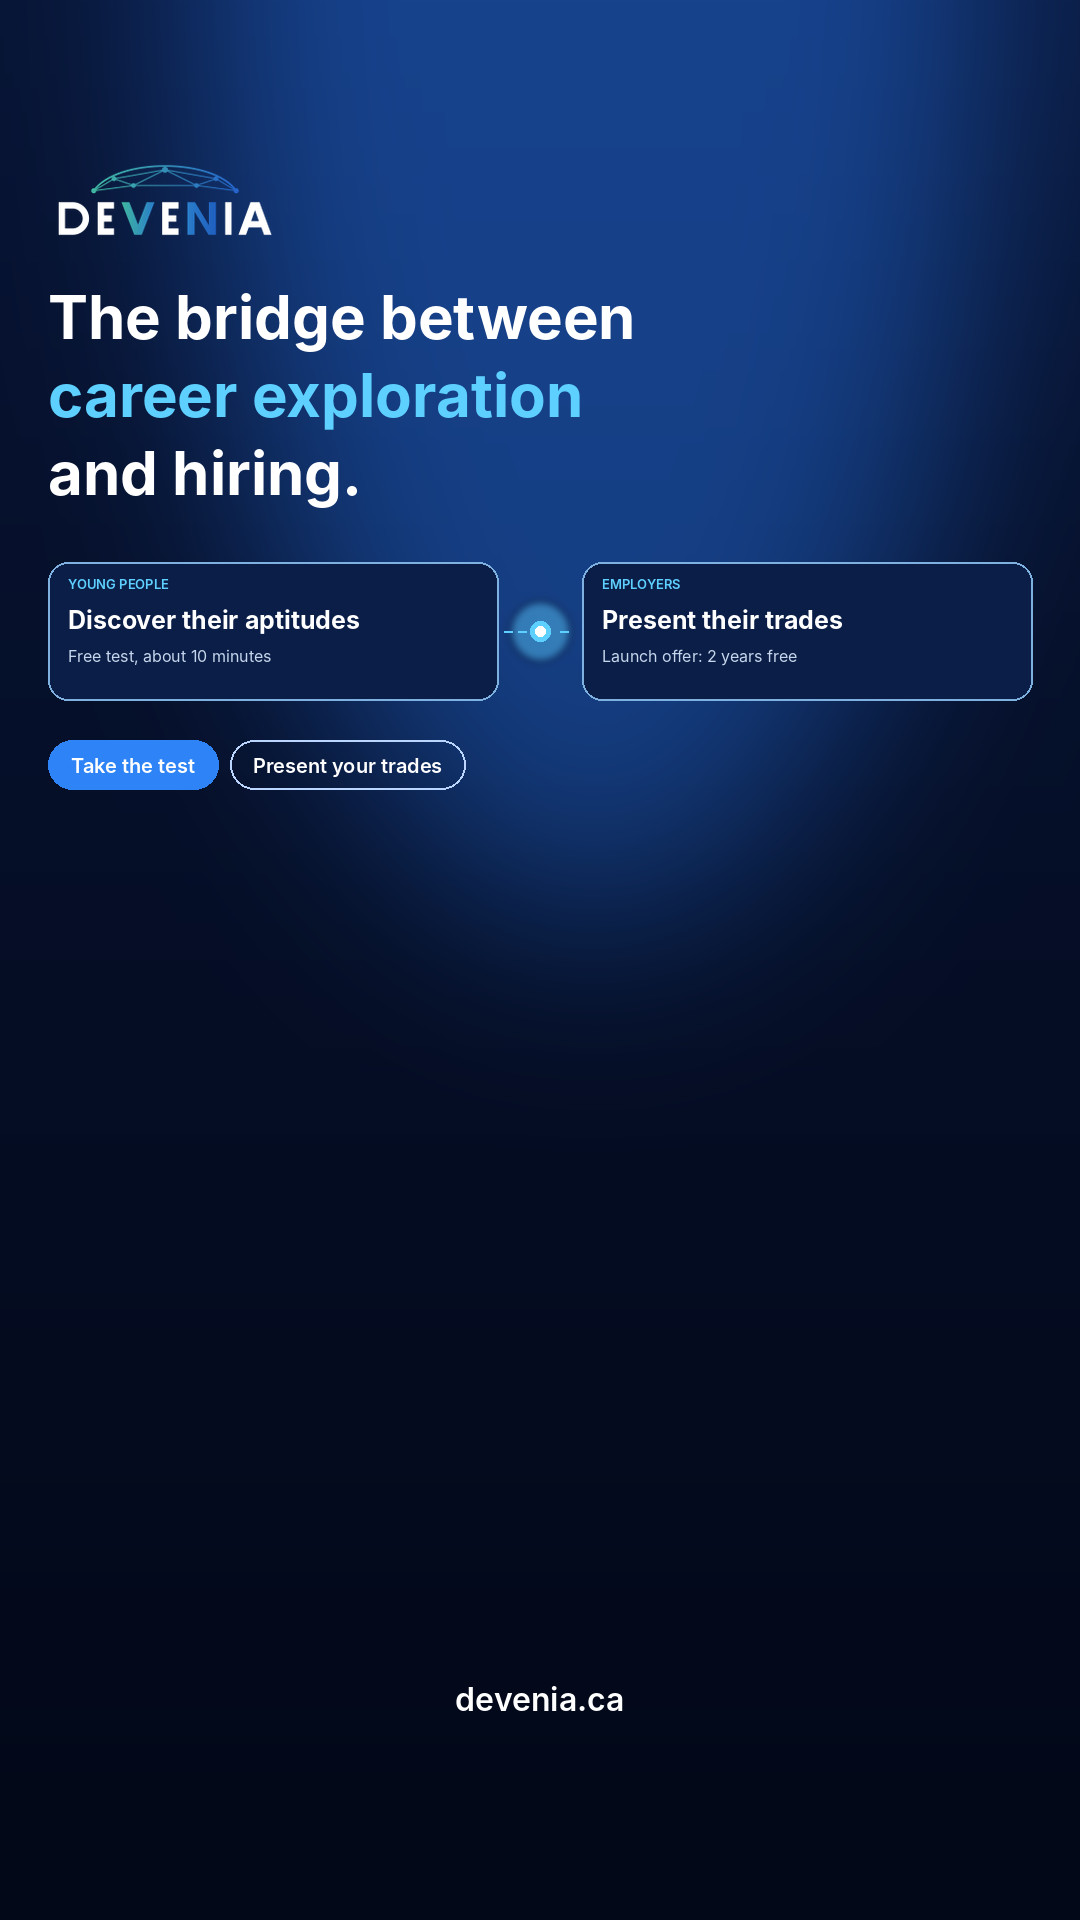 DEVENIA
The bridge between
career exploration
and hiring.
YOUNG PEOPLE
Discover their aptitudes
Free test, about 10 minutes
EMPLOYERS
Present their trades
Launch offer: 2 years free
Take the test
Present your trades
devenia.ca